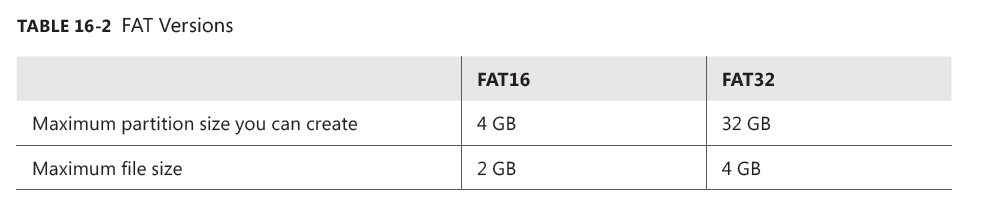 TABLE 16-2 FAT Versions
FAT16 FAT32
Maximum partition size you can create 4 GB 32 GB
Maximum file size 2 GB 4 GB